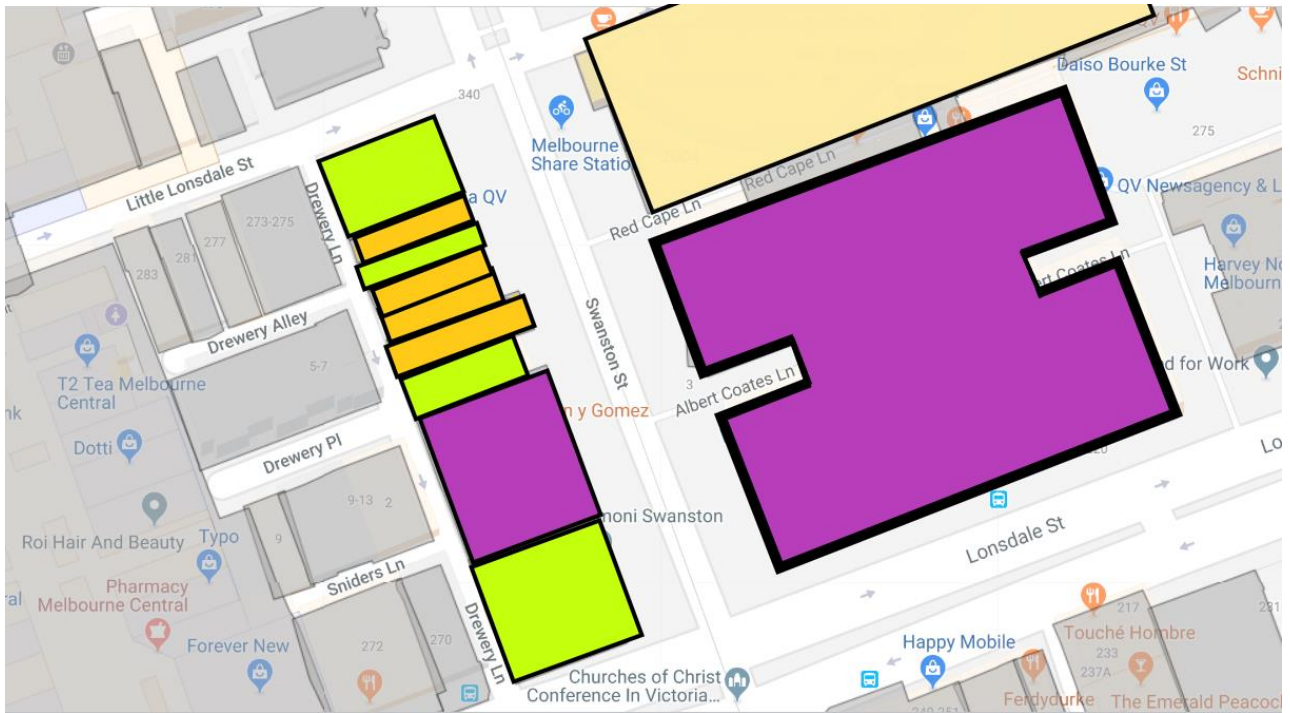 Daiso Bourke St
Schni
340
275
Melbourne
Share Statio
Little Lonsdale St
Drewery Ln
a QV
Red Cape Ln
Red Cape Ln
QV Newsagency & L
273-275
277
281
283
Albert Coates Ln
Harvey No
Melbourn
Swanston St
Drewery Alley
5-7
T2 Tea Melbourne
Central
3
Albert Coates Ln
d for Work
n y Gomez
Dotti
Drewery Pl
Lo
9-13
2
Roi Hair And Beauty
Typo
9
moni Swanston
Lonsdale St
Sniders Ln
Pharmacy
Melbourne Central
Drewery Ln
217
Touché Hombre
233
237A
Forever New
272
270
Happy Mobile
Churches of Christ
Conference In Victoria...
Ferdydurke
The Emerald Peacoc